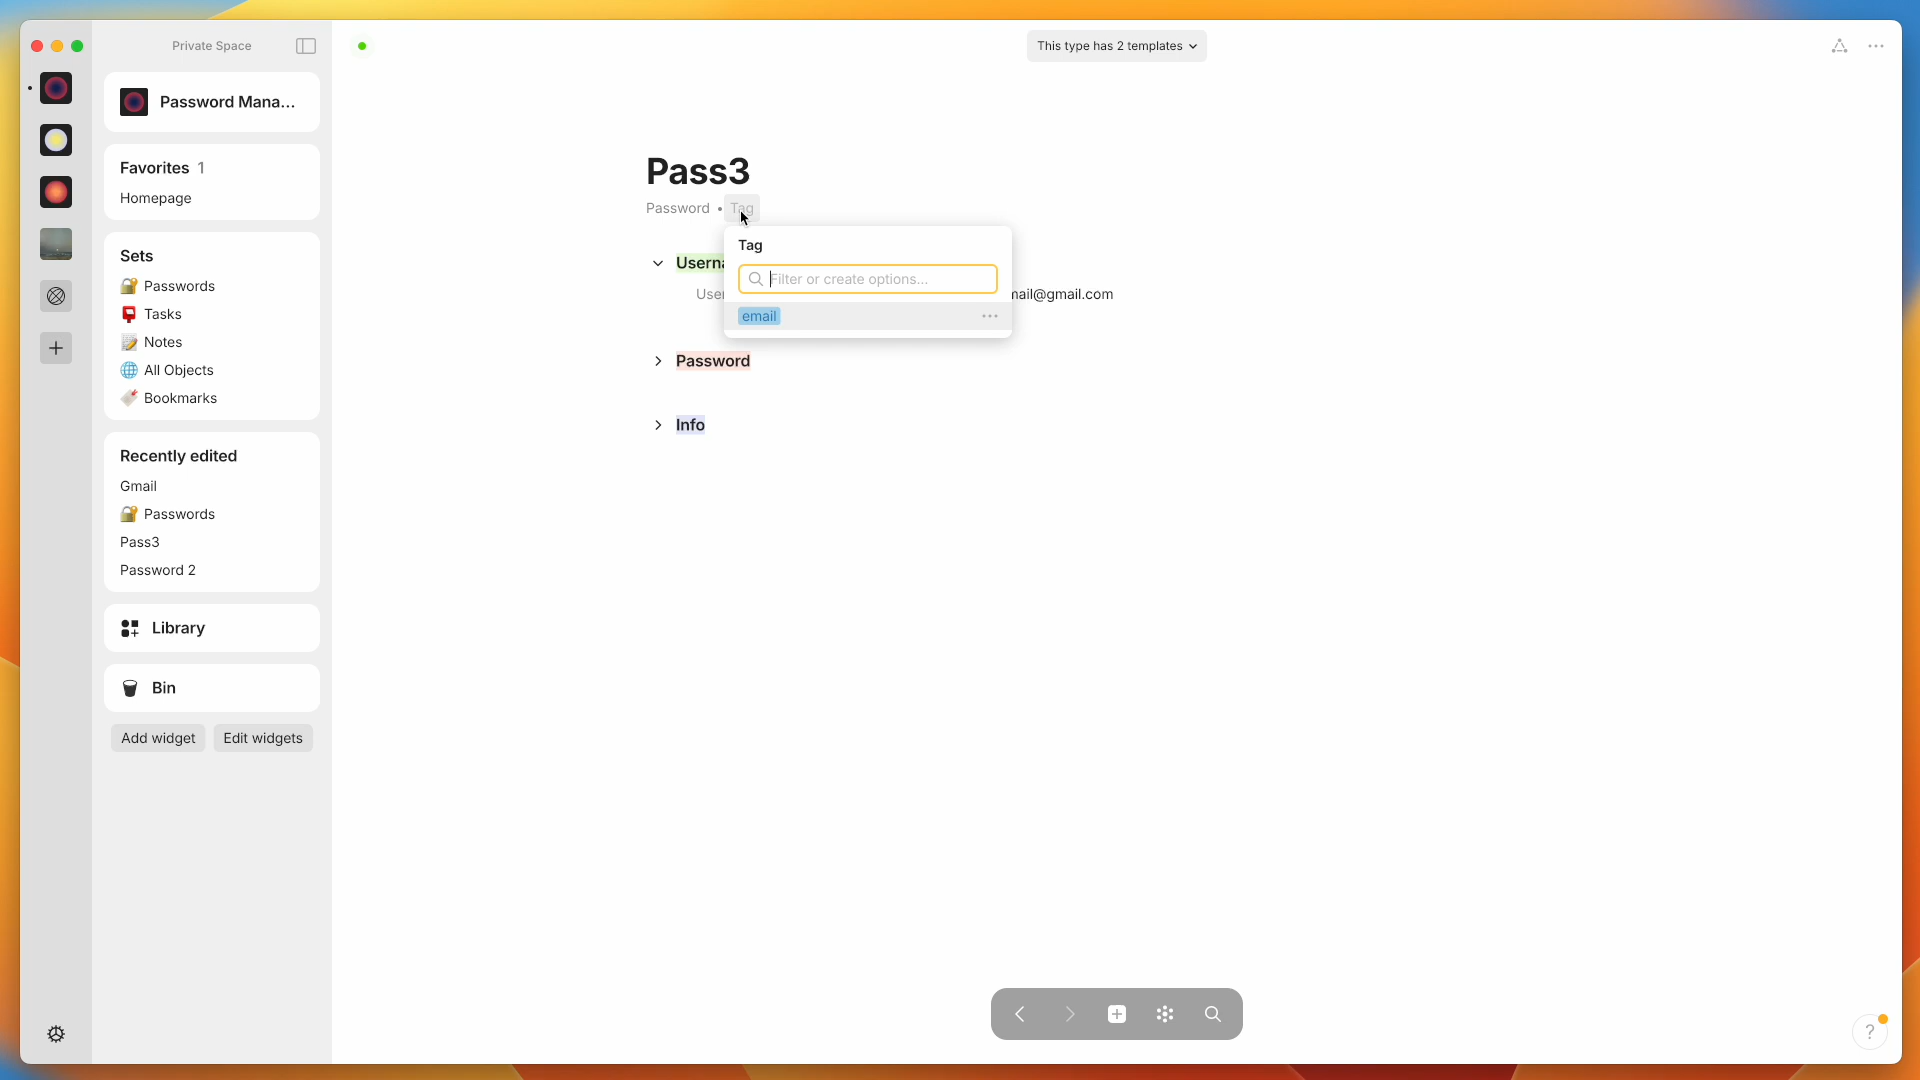 Private Space
This type has 2 templates
Password Mana...
Favorites 1
Homepage
Sets
Passwords
Tasks
Notes
All Objects
Bookmarks
Recently edited
Gmail
Passwords
Pass3
Password 2
Library
Bin
Add widget
Edit widgets
Pass3
Password • Tag
Tag
Filter or create options...
email
Userna
User
mail@gmail.com
Password
Info
?